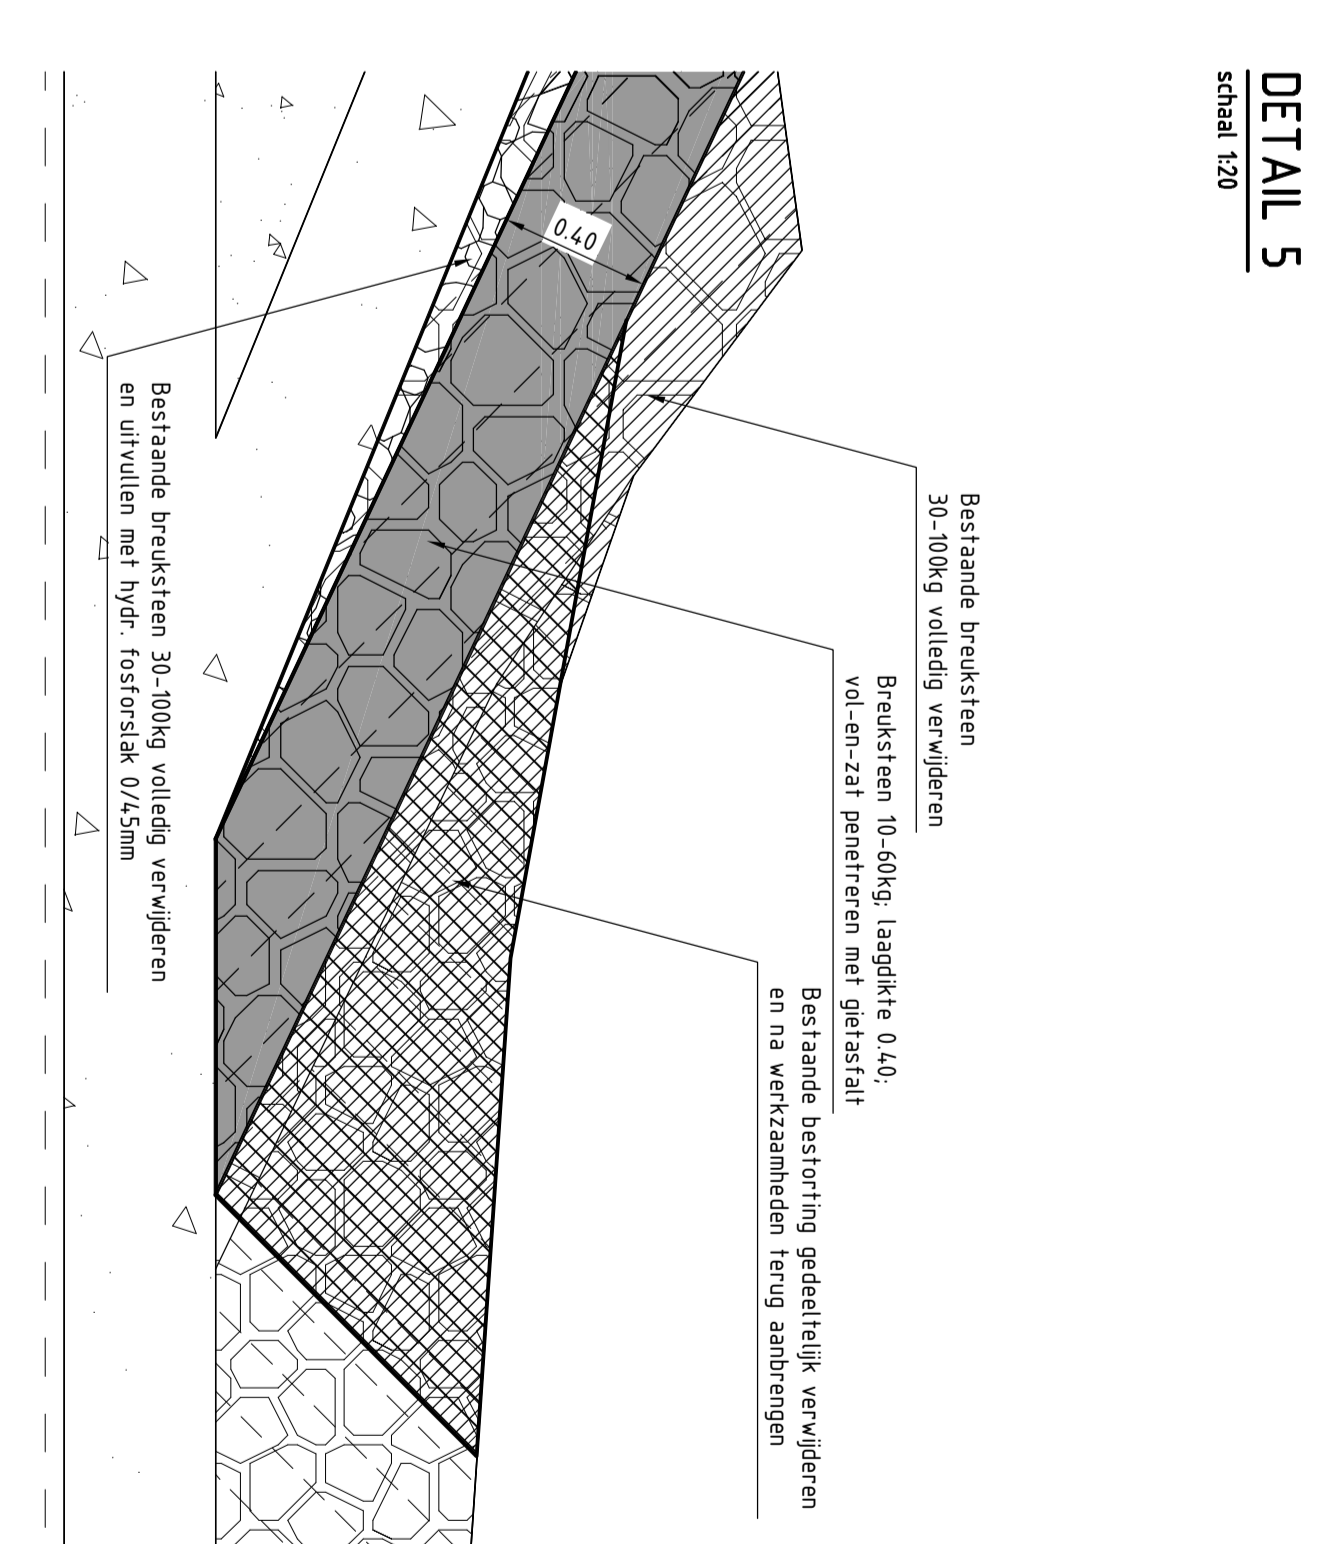 DETAIL 5
schaal 1:20
Bestaande breuksteen
30-100kg volledig verwijderen
Breuksteen 10-60kg; laagdikte 0.40;
vol-en-zat penetreren met gietasfalt
Bestaande bestorting gedeeltelijk verwijderen
en na werkzaamheden terug aanbrengen
0.40
Bestaande breuksteen 30-100kg volledig verwijderen
en uitvullen met hydr. fosforslak 0/45mm